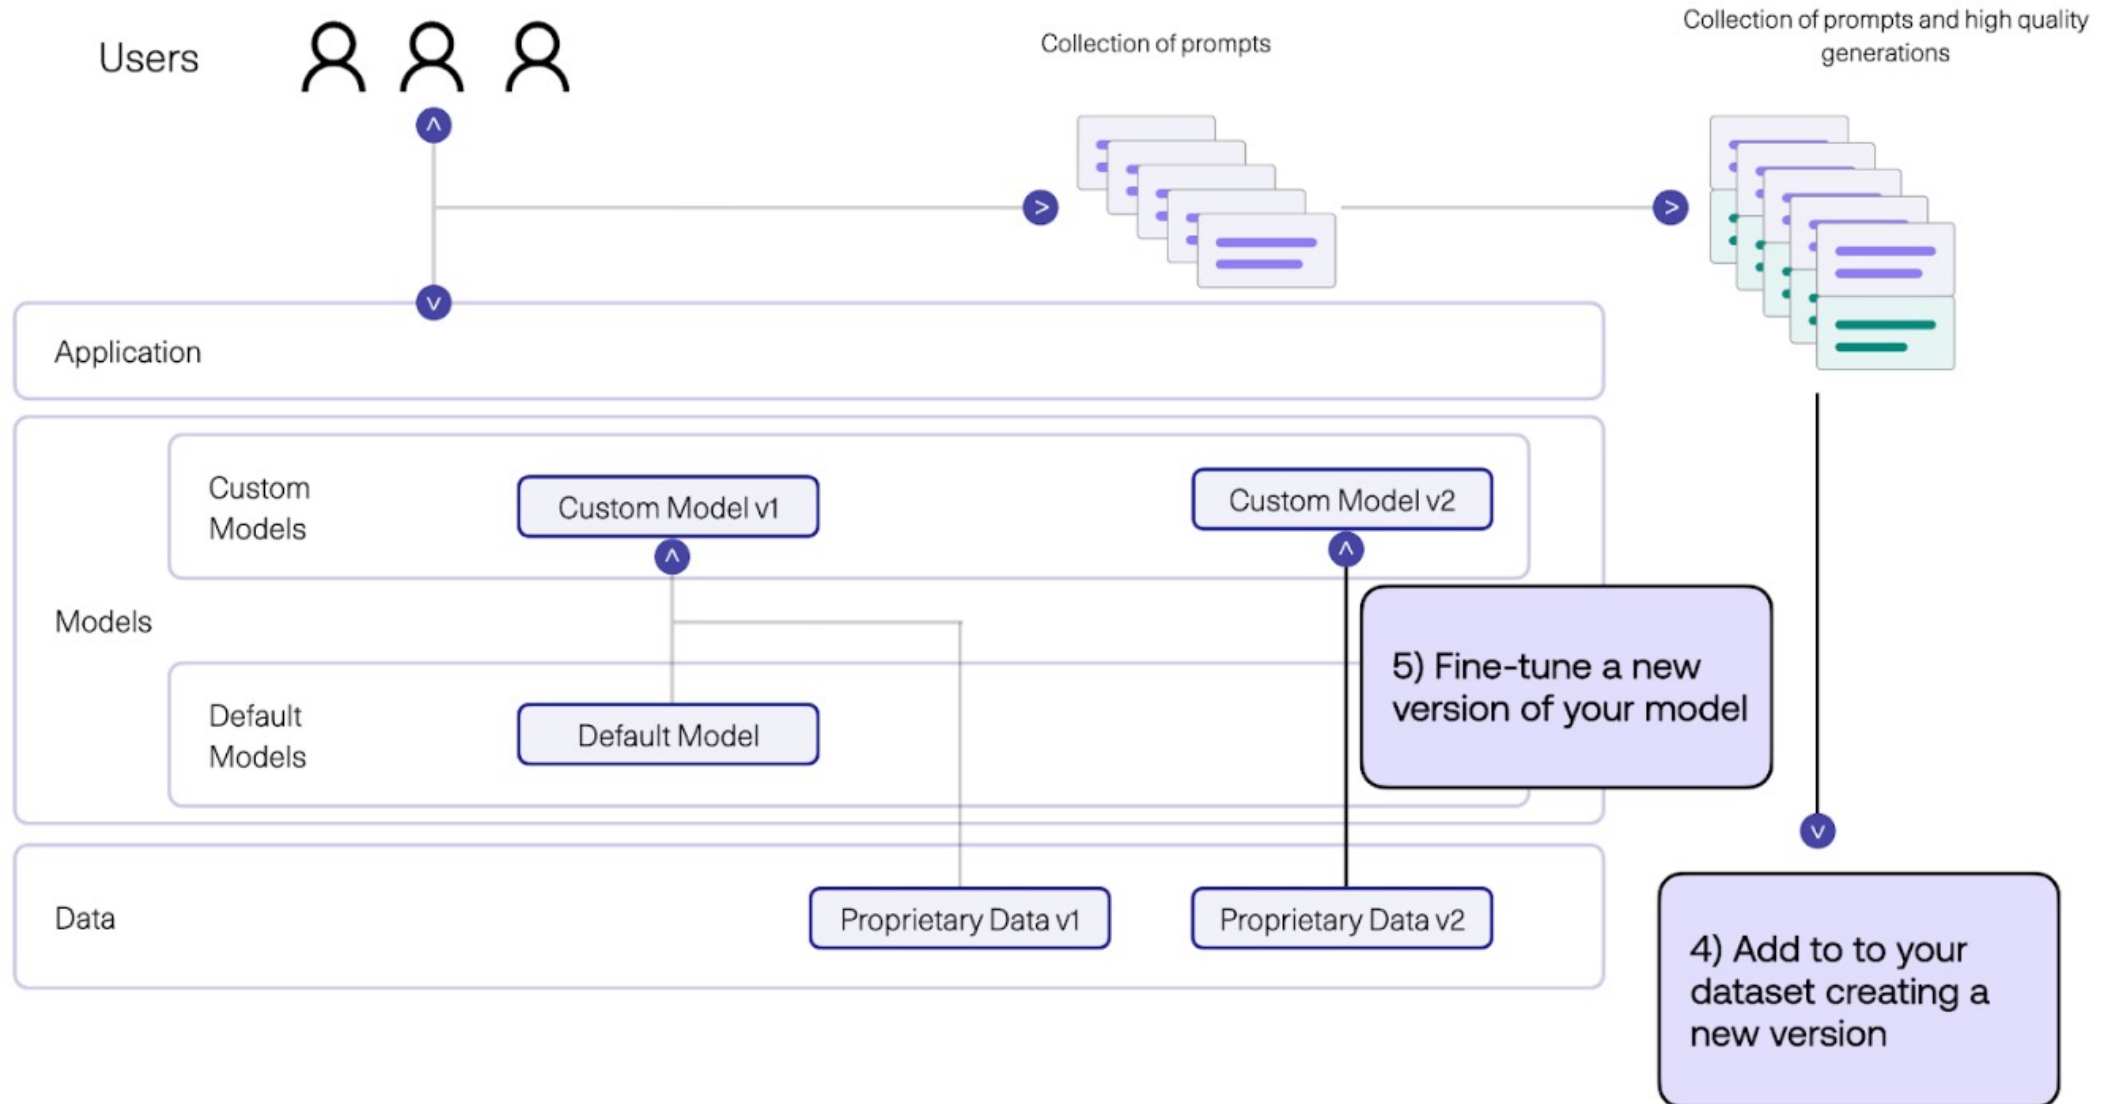 Users
Collection of prompts
Collection of prompts and high quality
generations
Application
Custom
Models
Custom Model v1
Custom Model v2
Models
5) Fine-tune a new
version of your model
Default
Models
Default Model
Data
Proprietary Data v1
Proprietary Data v2
4) Add to to your
dataset creating a
new version